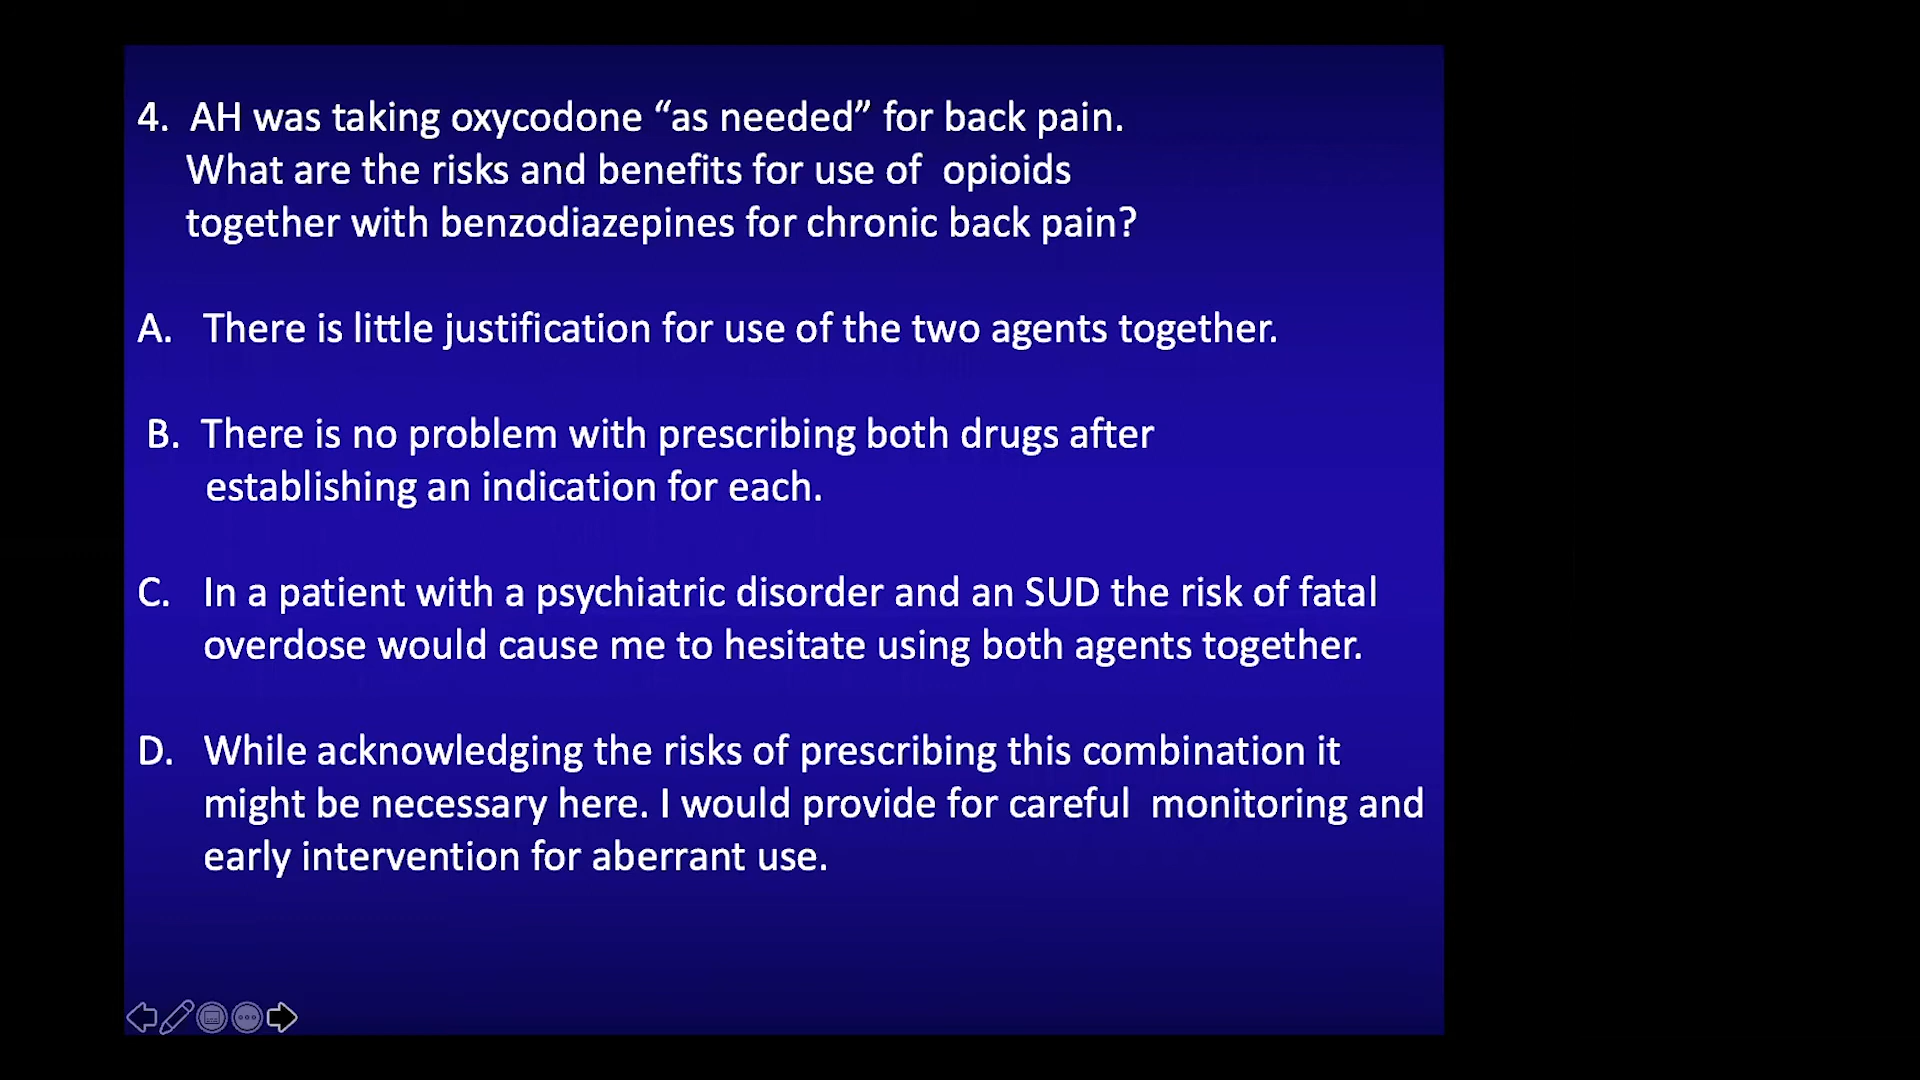 4. AH was taking oxycodone “as needed” for back pain.
What are the risks and benefits for use of opioids
together with benzodiazepines for chronic back pain?
A. There is little justification for use of the two agents together.
B. There is no problem with prescribing both drugs after
establishing an indication for each.
C. In a patient with a psychiatric disorder and an SUD the risk of fatal
overdose would cause me to hesitate using both agents together.
D. While acknowledging the risks of prescribing this combination it
might be necessary here. I would provide for careful monitoring and
early intervention for aberrant use.